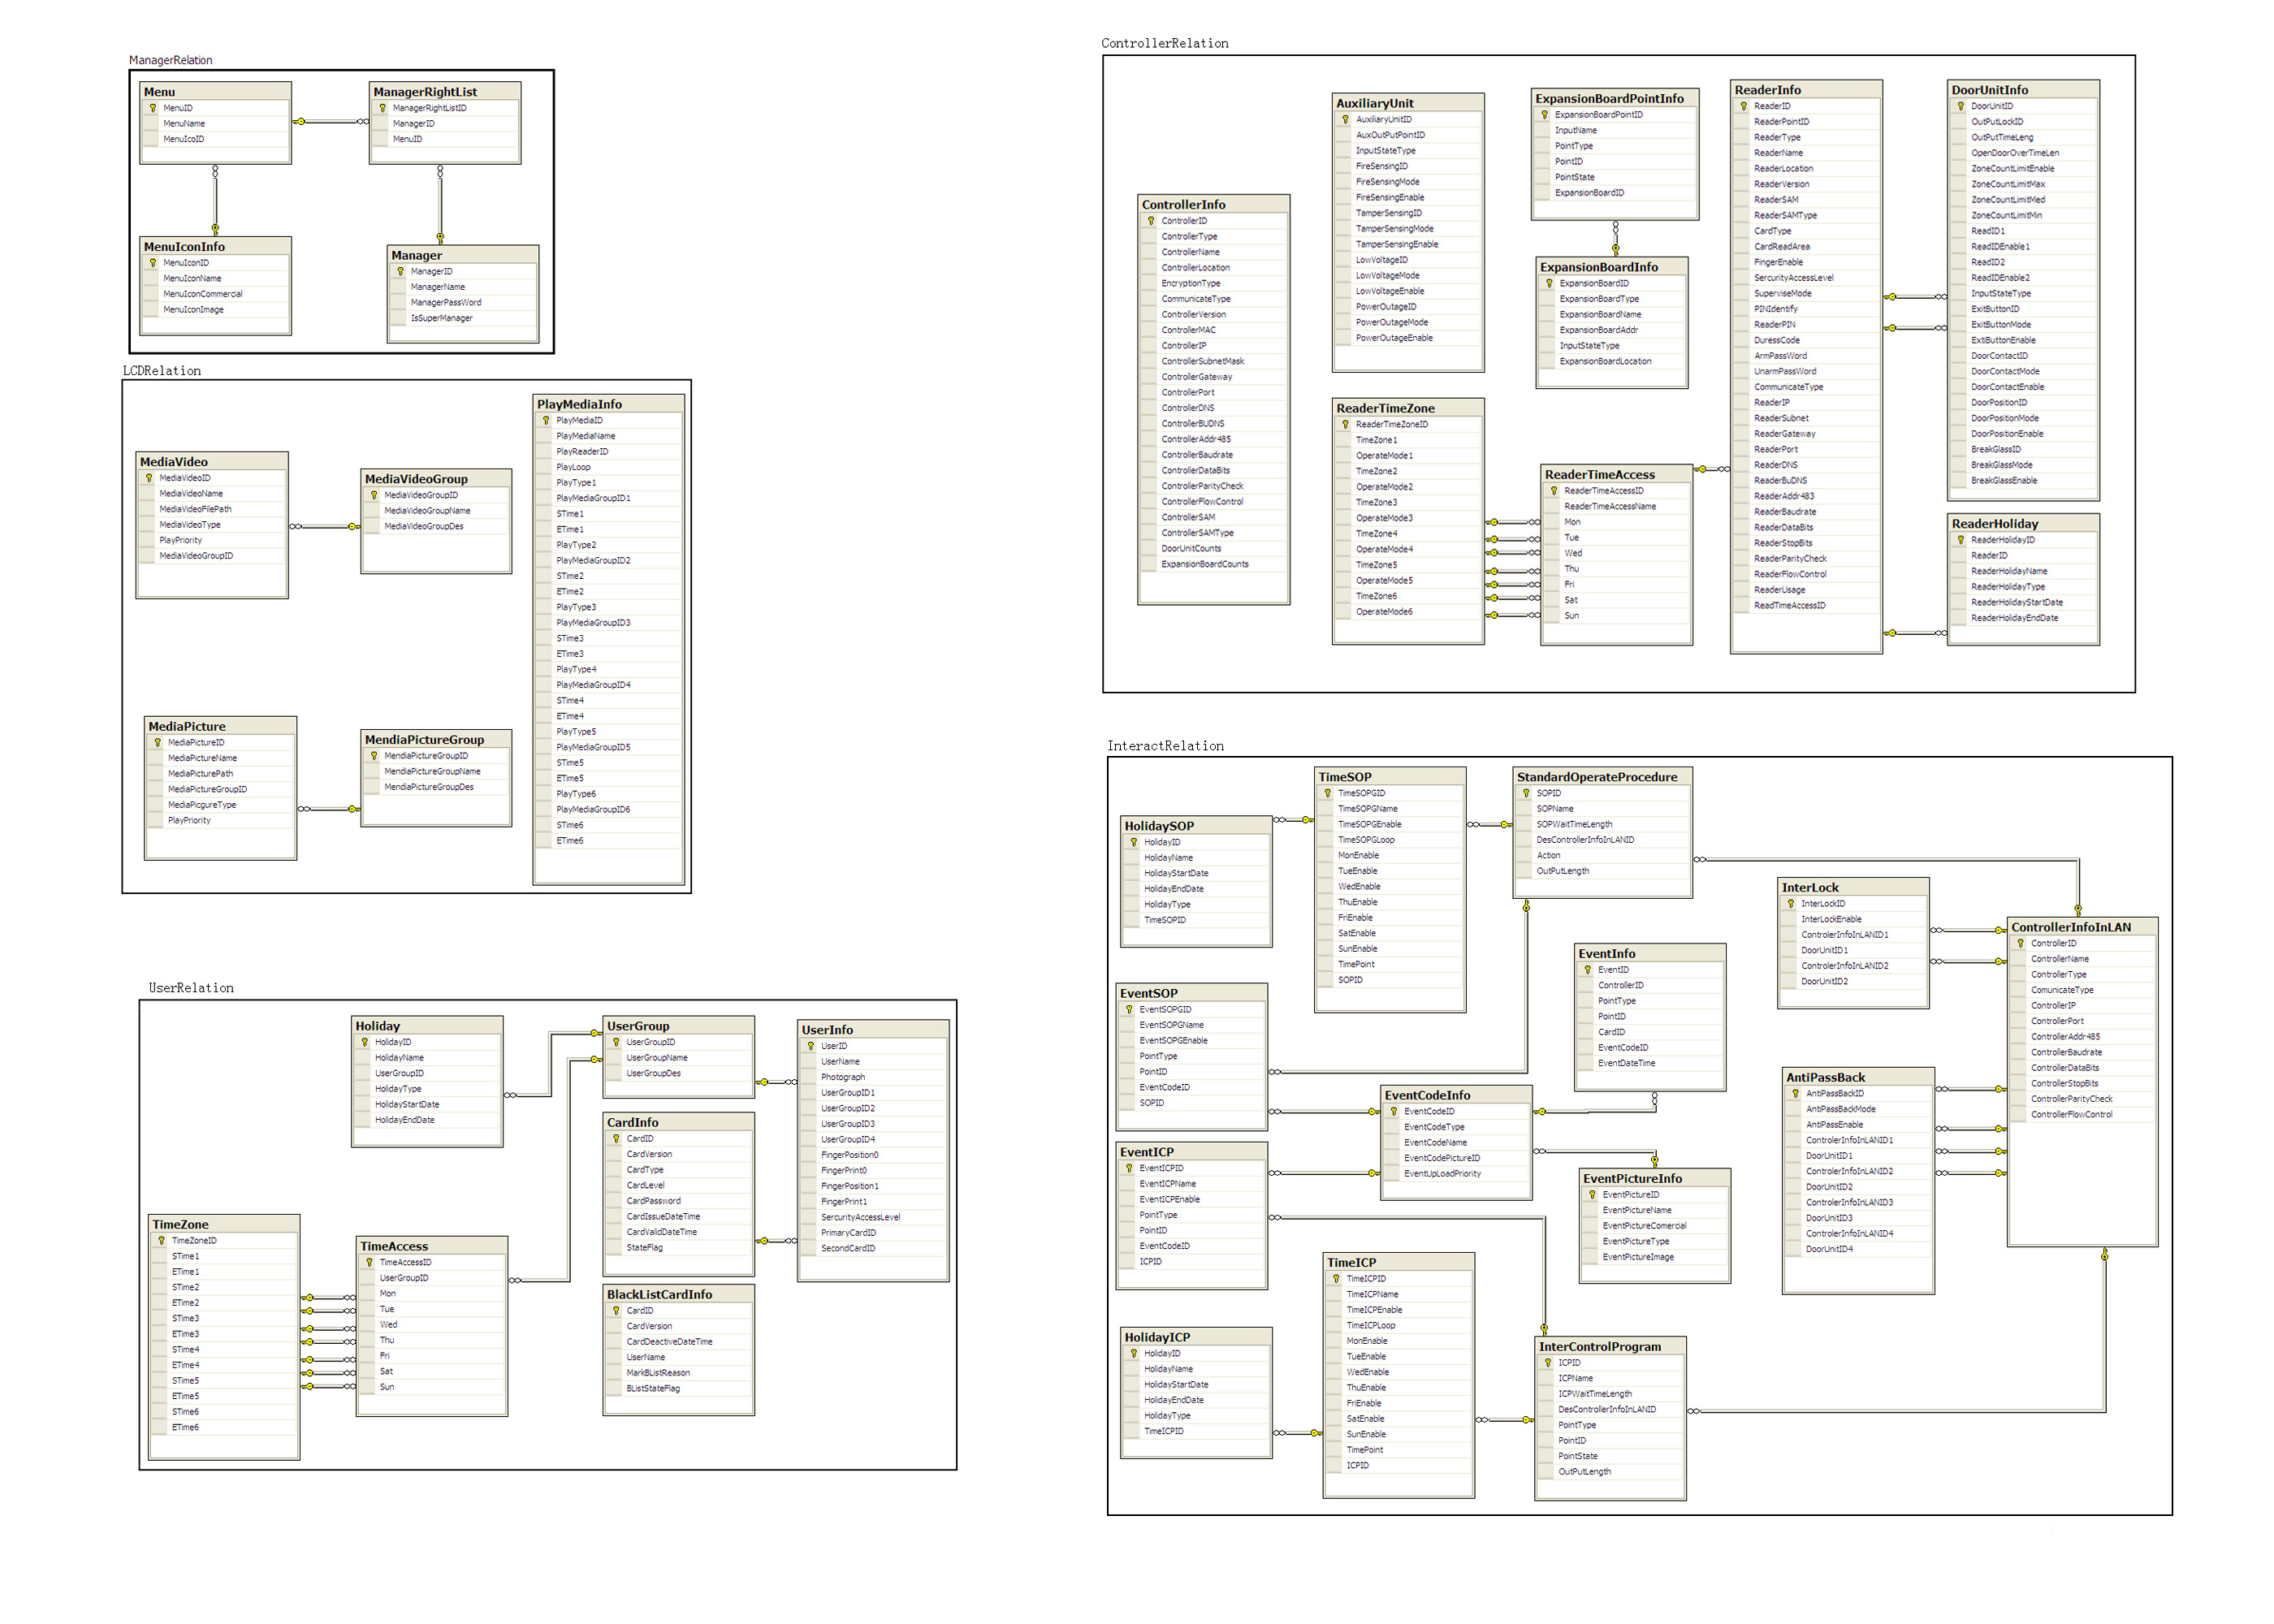 ManagerRelation
Menu
MenuID
MenuName
MenuIcoID
ManagerRightList
ManagerRightListID
ManagerID
MenuID
MenuIconInfo
MenuIconID
MenuIconName
MenuIconCommercial
MenuIconImage
Manager
ManagerID
ManagerName
ManagerPassWord
IsSuperManager
LCDRelation
MediaVideo
MediaVideoID
MediaVideoName
MediaVideoFilePath
MediaVideoType
PlayPriority
MediaVideoGroupID
MediaVideoGroup
MediaVideoGroupID
MediaVideoGroupName
MediaVideoGroupDes
PlayMediaInfo
PlayMediaID
PlayMediaName
PlayReaderID
PlayLoop
PlayType1
PlayMediaGroupID1
STime1
ETime1
PlayType2
PlayMediaGroupID2
STime2
ETime2
PlayType3
PlayMediaGroupID3
STime3
ETime3
PlayType4
PlayMediaGroupID4
STime4
ETime4
PlayType5
PlayMediaGroupID5
STime5
ETime5
PlayType6
PlayMediaGroupID6
STime6
ETime6
MediaPicture
MediaPictureID
MediaPictureName
MediaPicturePath
MediaPictureGroupID
MediaPicgureType
PlayPriority
MendiaPictureGroup
MendiaPictureGroupID
MendiaPictureGroupName
MendiaPictureGroupDes
UserRelation
Holiday
HolidayID
HolidayName
UserGroupID
HolidayType
HolidayStartDate
HolidayEndDate
UserGroup
UserGroupID
UserGroupName
UserGroupDes
UserInfo
UserID
UserName
Photograph
UserGroupID1
UserGroupID2
UserGroupID3
UserGroupID4
FingerPosition0
FingerPrint0
FingerPosition1
FingerPrint1
SercurityAccessLevel
PrimaryCardID
SecondCardID
CardInfo
CardID
CardVersion
CardType
CardLevel
CardPassword
CardIssueDateTime
CardValidDateTime
StateFlag
TimeZone
TimeZoneID
STime1
ETime1
STime2
ETime2
STime3
ETime3
STime4
ETime4
STime5
ETime5
STime6
ETime6
TimeAccess
TimeAccessID
UserGroupID
Mon
Tue
Wed
Thu
Fri
Sat
Sun
BlackListCardInfo
CardID
CardVersion
CardDeactiveDateTime
UserName
MarkBListReason
BListStateFlag
ControllerRelation
ControllerInfo
ControllerID
ControllerType
ControllerName
ControllerLocation
EncryptionType
CommunicateType
ControllerVersion
ControllerMAC
ControllerIP
ControllerSubnetMask
ControllerGateway
ControllerPort
ControllerDNS
ControllerBUDNS
ControllerAddr485
ControllerBaudrate
ControllerDataBits
ControllerParityCheck
ControllerFlowControl
ControllerSAM
ControllerSAMType
DoorUnitCounts
ExpansionBoardCounts
AuxiliaryUnit
AuxiliaryUnitID
AuxOutPutPointID
InputStateType
FireSensingID
FireSensingMode
FireSensingEnable
TamperSensingID
TamperSensingMode
TamperSensingEnable
LowVoltageID
LowVoltageMode
LowVoltageEnable
PowerOutageID
PowerOutageMode
PowerOutageEnable
ExpansionBoardPointInfo
ExpansionBoardPointID
InputName
PointType
PointID
PointState
ExpansionBoardID
ExpansionBoardInfo
ExpansionBoardID
ExpansionBoardType
ExpansionBoardName
ExpansionBoardAddr
InputStateType
ExpansionBoardLocation
ReaderTimeZone
ReaderTimeZoneID
TimeZone1
OperateMode1
TimeZone2
OperateMode2
TimeZone3
OperateMode3
TimeZone4
OperateMode4
TimeZone5
OperateMode5
TimeZone6
OperateMode6
ReaderTimeAccess
ReaderTimeAccessID
ReaderTimeAccessName
Mon
Tue
Wed
Thu
Fri
Sat
Sun
ReaderInfo
ReaderID
ReaderPointID
ReaderType
ReaderName
ReaderLocation
ReaderVersion
ReaderSAM
ReaderSAMType
CardType
CardReadArea
FingerEnable
SercurityAccessLevel
SuperviseMode
PINIdentify
ReaderPIN
DuressCode
ArmPassWord
UnarmPassWord
CommunicateType
ReaderIP
ReaderSubnet
ReaderGateway
ReaderPort
ReaderDNS
ReaderBUDNS
ReaderAddr483
ReaderBaudrate
ReaderDataBits
ReaderStopBits
ReaderParityCheck
ReaderFlowControl
ReaderUsage
ReadTimeAccessID
DoorUnitInfo
DoorUnitID
OutPutLockID
OutPutTimeLeng
OpenDoorOverTimeLen
ZoneCountLimitEnable
ZoneCountLimitMax
ZoneCountLimitMed
ZoneCountLimitMin
ReadID1
ReadIDEnable1
ReadID2
ReadIDEnable2
InputStateType
ExitButtonID
ExitButtonMode
ExtiButtonEnable
DoorContactID
DoorContactMode
DoorContactEnable
DoorPositionID
DoorPositionMode
DoorPositionEnable
BreakGlassID
BreakGlassMode
BreakGlassEnable
ReaderHoliday
ReaderHolidayID
ReaderID
ReaderHolidayName
ReaderHolidayType
ReaderHolidayStartDate
ReaderHolidayEndDate
InteractRelation
HolidaySOP
HolidayID
HolidayName
HolidayStartDate
HolidayEndDate
HolidayType
TimeSOPID
TimeSOP
TimeSOPGID
TimeSOPGName
TimeSOPGEnable
TimeSOPGLoop
MonEnable
TueEnable
WedEnable
ThuEnable
FriEnable
SatEnable
SunEnable
TimePoint
SOPID
StandardOperateProcedure
SOPID
SOPName
SOPWaitTimeLength
DesControllerInfoInLANID
Action
OutPutLength
InterLock
InterLockID
InterLockEnable
ControlerInfoInLANID1
DoorUnitID1
ControlerInfoInLANID2
DoorUnitID2
ControllerInfoInLAN
ControllerID
ControllerName
ControllerType
ComunicateType
ControllerIP
ControllerPort
ControllerAddr485
ControllerBaudrate
ControllerDataBits
ControllerStopBits
ControllerParityCheck
ControllerFlowControl
EventSOP
EventSOPGID
EventSOPGName
EventSOPGEnable
PointType
PointID
EventCodeID
SOPID
EventInfo
EventID
ControllerID
PointType
PointID
CardID
EventCodeID
EventDateTime
EventCodeInfo
EventCodeID
EventCodeType
EventCodeName
EventCodePictureID
EventUpLoadPriority
AntiPassBack
AntiPassBackID
AntiPassBackMode
AntiPassEnable
ControlerInfoInLANID1
DoorUnitID1
ControlerInfoInLANID2
DoorUnitID2
ControlerInfoInLANID3
DoorUnitID3
ControlerInfoInLANID4
DoorUnitID4
EventICP
EventICPID
EventICPName
EventICPEnable
PointType
PointID
EventCodeID
ICPID
EventPictureInfo
EventPictureID
EventPictureName
EventPictureComercial
EventPictureType
EventPictureImage
TimeICP
TimeICPID
TimeICPName
TimeICPEnable
TimeICPLoop
MonEnable
TueEnable
WedEnable
ThuEnable
FriEnable
SatEnable
SunEnable
TimePoint
ICPID
HolidayICP
HolidayID
HolidayName
HolidayStartDate
HolidayEndDate
HolidayType
TimeICPID
InterControlProgram
ICPID
ICPName
ICPWaitTimeLength
DesControllerInfoInLANID
PointType
PointID
PointState
OutPutLength